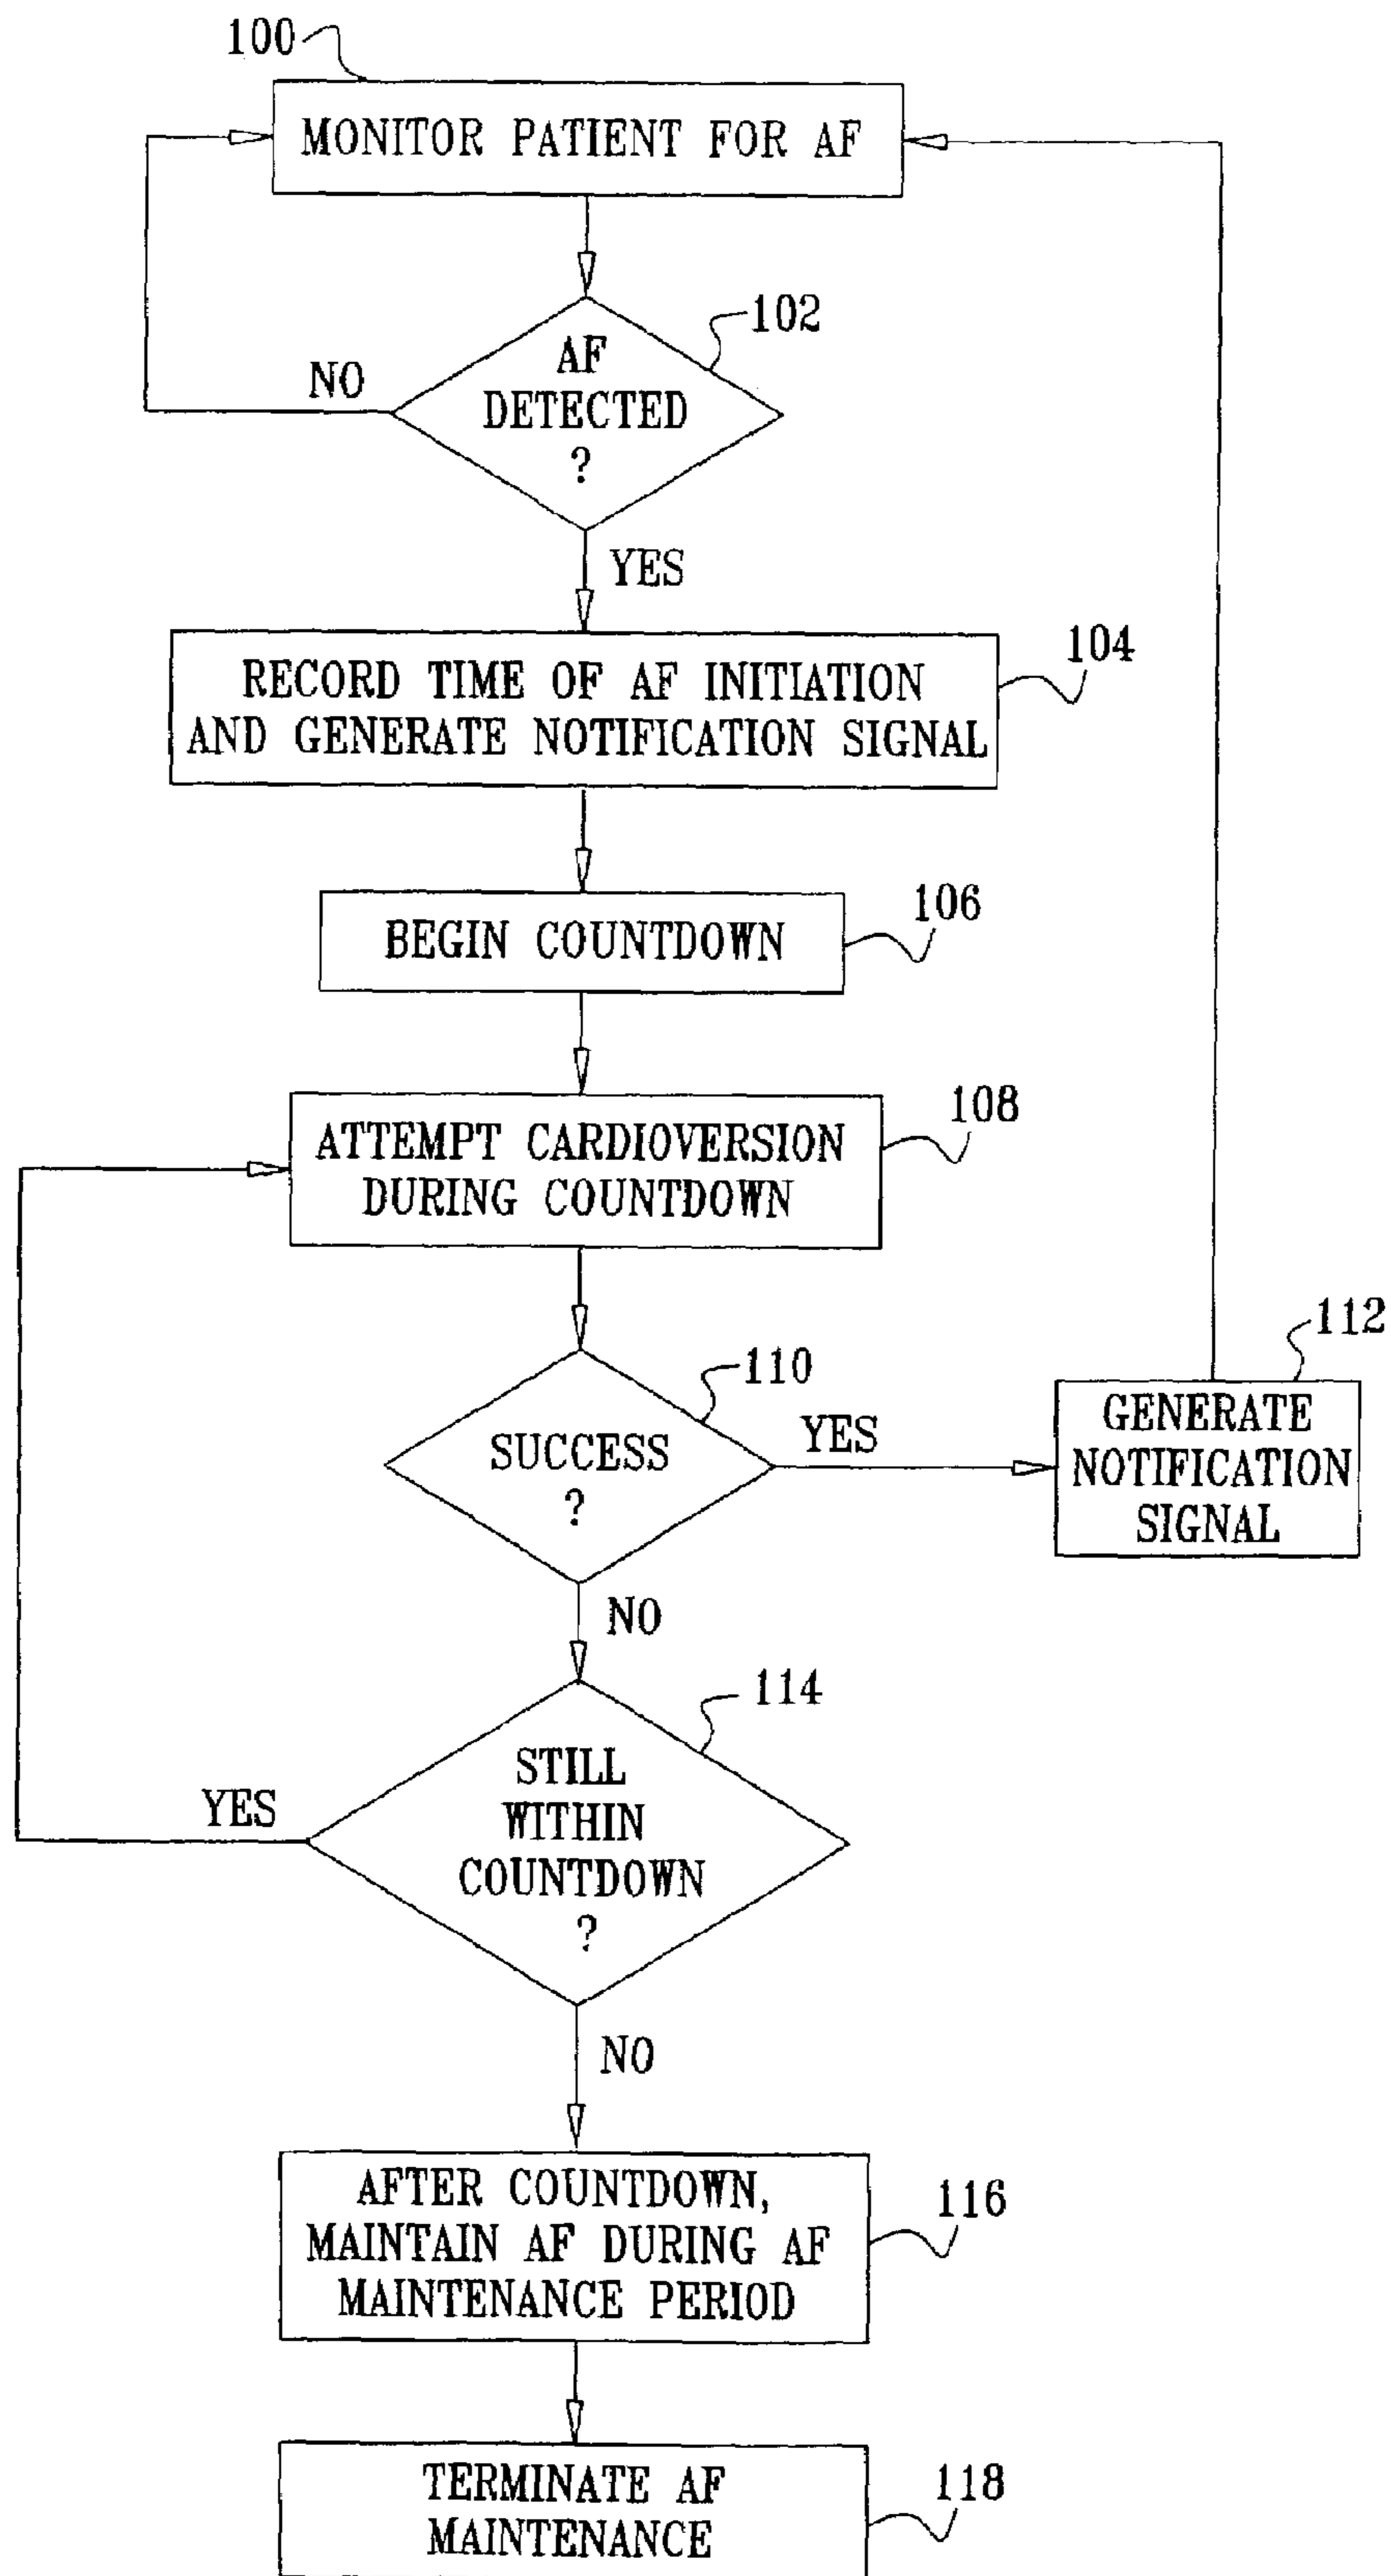 100
MONITOR PATIENT FOR AF
102
AF
DETECTED
?
NO
YES
104
RECORD TIME OF AF INITIATION
AND GENERATE NOTIFICATION SIGNAL
106
BEGIN COUNTDOWN
108
ATTEMPT CARDIOVERSION
DURING COUNTDOWN
110
SUCCESS
?
YES
112
GENERATE
NOTIFICATION
SIGNAL
NO
114
STILL
WITHIN
COUNTDOWN
?
YES
NO
116
AFTER COUNTDOWN,
MAINTAIN AF DURING AF
MAINTENANCE PERIOD
118
TERMINATE AF
MAINTENANCE